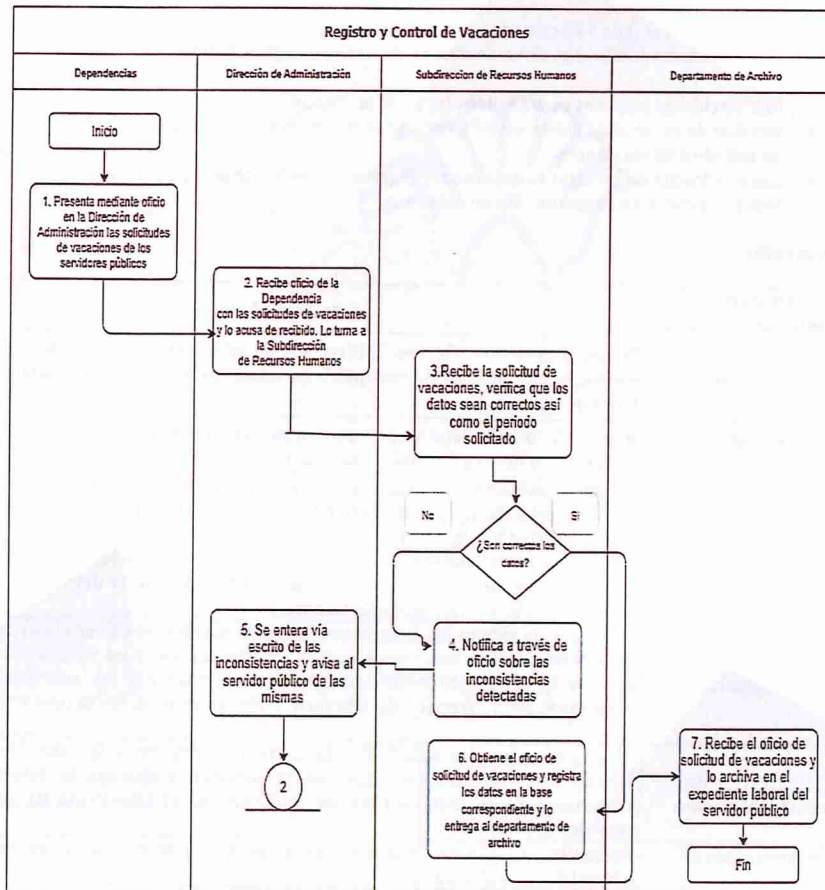 Registro y Control de Vacaciones
Dependencias
Dirección de Administración
Subdireccion de Recursos Humanos
Departamento de Archivo
Inicio
1. Presenta mediante oficio
en la Dirección de
Administración las solicitudes
de vacaciones de los
servidores públicos
2. Recibe oficio de la
Dependencia
con las solicitudes de vacaciones
y lo acusa de recibido. Lo turna a
la Subdirección
de Recursos Humanos
3.Recibe la solicitud de
vacaciones, verifica que los
datos sean correctos así
como el periodo
solicitado
No
Si
¿Son correctos los
datos?
5. Se entera vía
escrito de las
inconsistencias y avisa al
servidor público de las
mismas
4. Notifica a través de
oficio sobre las
inconsistencias
detectadas
2
6. Obtiene el oficio de
solicitud de vacaciones y registra
los datos en la base
correspondiente y lo
entrega al departamento de
archivo
7. Recibe el oficio de
solicitud de vacaciones y
lo archiva en el
expediente laboral del
servidor público
Fin